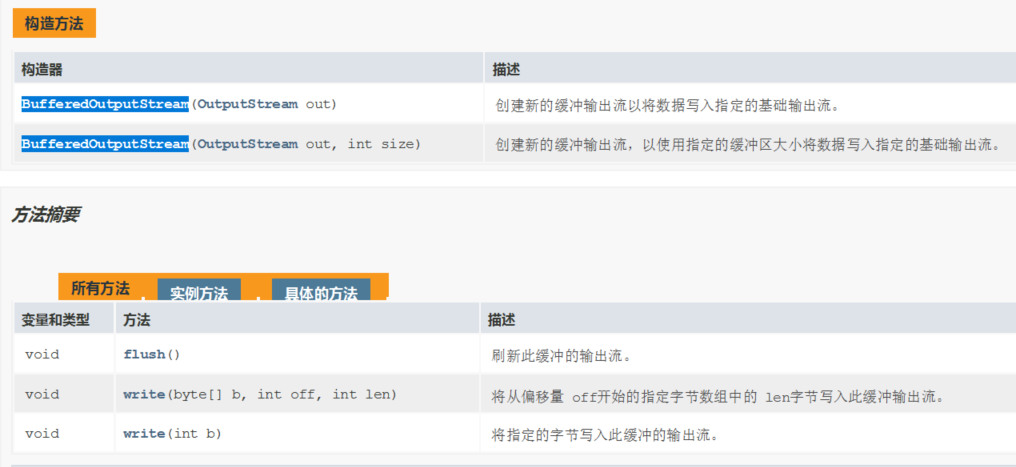 构造方法
构造器 描述
BufferedOutputStream(OutputStream out) 创建新的缓冲输出流以将数据写入指定的基础输出流。
BufferedOutputStream(OutputStream out, int size) 创建新的缓冲输出流，以使用指定的缓冲区大小将数据写入指定的基础输出流。
方法摘要
所有方法 实例方法 具体的方法
变量和类型 方法 描述
void flush() 刷新此缓冲的输出流。
void write(byte[] b, int off, int len) 将从偏移量 off开始的指定字节数组中的 len字节写入此缓冲输出流。
void write(int b) 将指定的字节写入此缓冲的输出流。